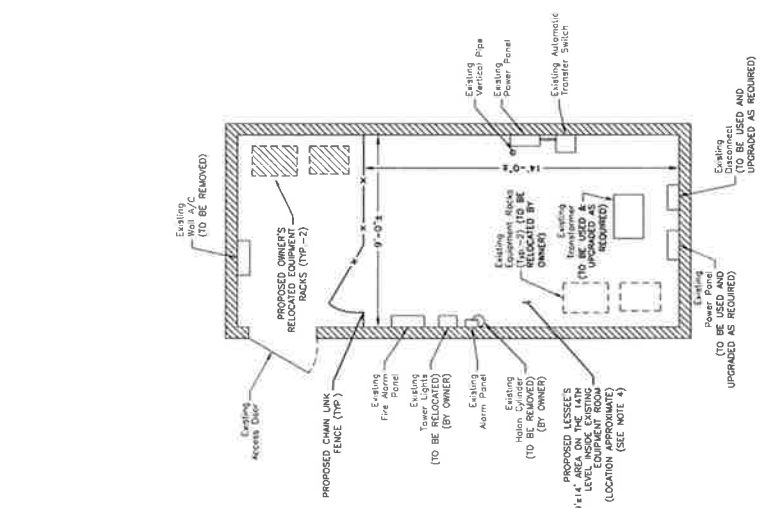 Existing
Wall A/C
(TO BE REMOVED)
PROPOSED OWNER'S
RELOCATED EQUIPMENT
RACKS (TYP.-2)
Existing
Access Door
PROPOSED CHAIN LINK
FENCE (TYP.)
Existing
Fire Alarm
Panel
Existing
Tower Lights
(TO BE RELOCATED)
(BY OWNER)
Existing
Alarm Panel
Existing
Halon Cylinder
(TO BE REMOVED)
(BY OWNER)
PROPOSED LESSEE'S
9'x14' AREA ON THE 14TH
LEVEL INSIDE EXISTING
EQUIPMENT ROOM
(LOCATION APPROXIMATE)
(SEE NOTE 4)
9'-0"±
14'-0"±
x
x
x
Existing
Vertical Pipe
Existing
Power Panel
Existing Automatic
Transfer Switch
Existing
Equipment Racks
(Typ.-2) (TO BE
RELOCATED BY
OWNER)
Existing
Transformer
(TO BE USED &
UPGRADED AS
REQUIRED)
Existing
Disconnect
(TO BE USED AND
UPGRADED AS REQUIRED)
Existing
Power Panel
(TO BE USED AND
UPGRADED AS REQUIRED)